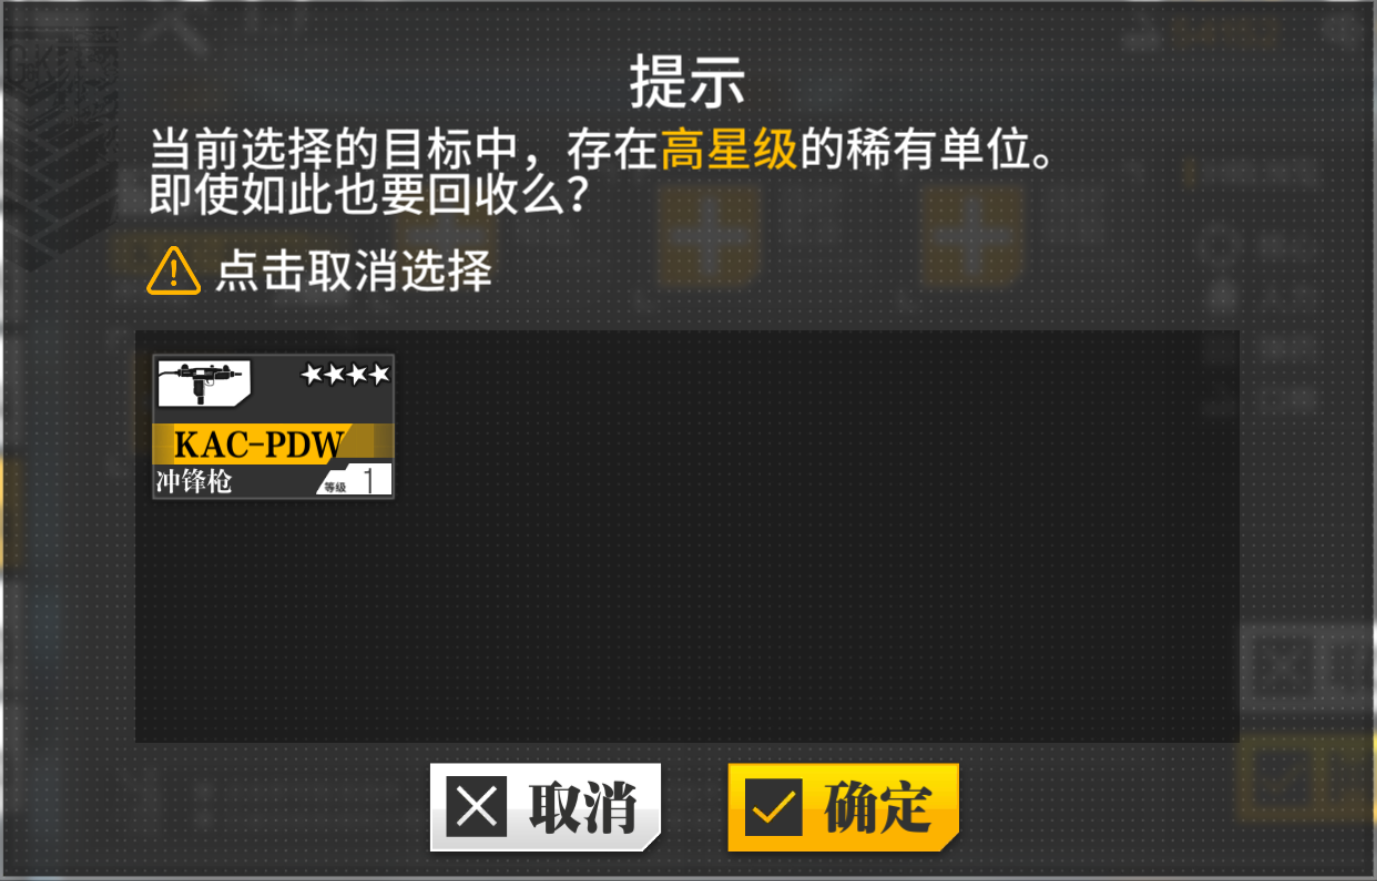 提示
当前选择的目标中，存在高星级的稀有单位。
即使如此也要回收么？
点击取消选择
KAC-PDW
冲锋枪
等级 1
取消
确定